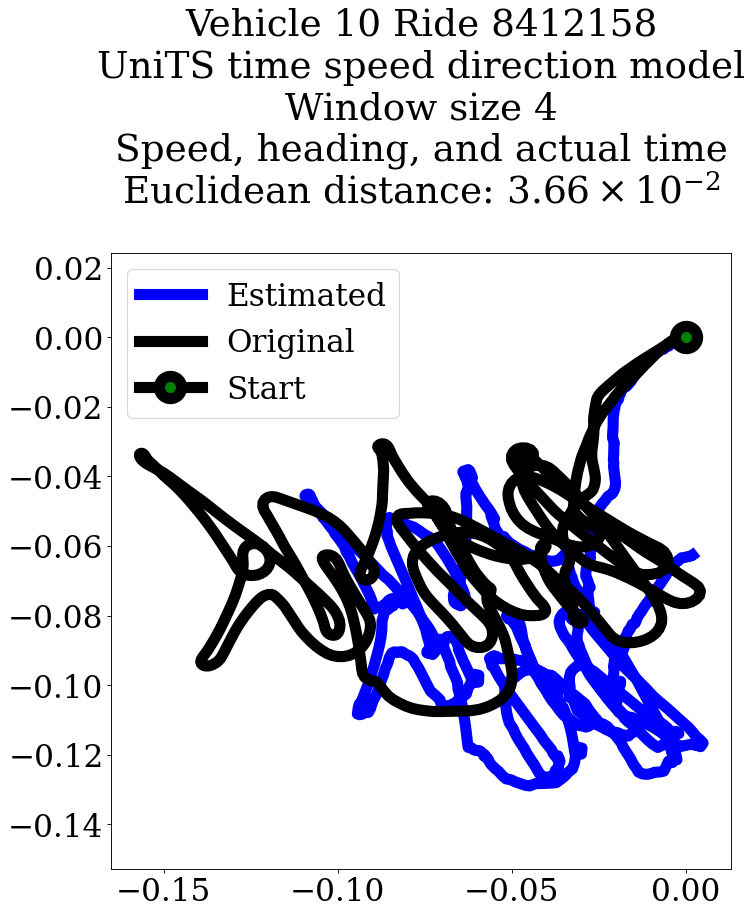 Vehicle 10 Ride 8412158
UniTS time speed direction model
Window size 4
Speed, heading, and actual time
Euclidean distance: 3.66 × 10⁻²
Estimated
Original
Start
0.02
0.00
−0.02
−0.04
−0.06
−0.08
−0.10
−0.12
−0.14
−0.15 −0.10 −0.05 0.00